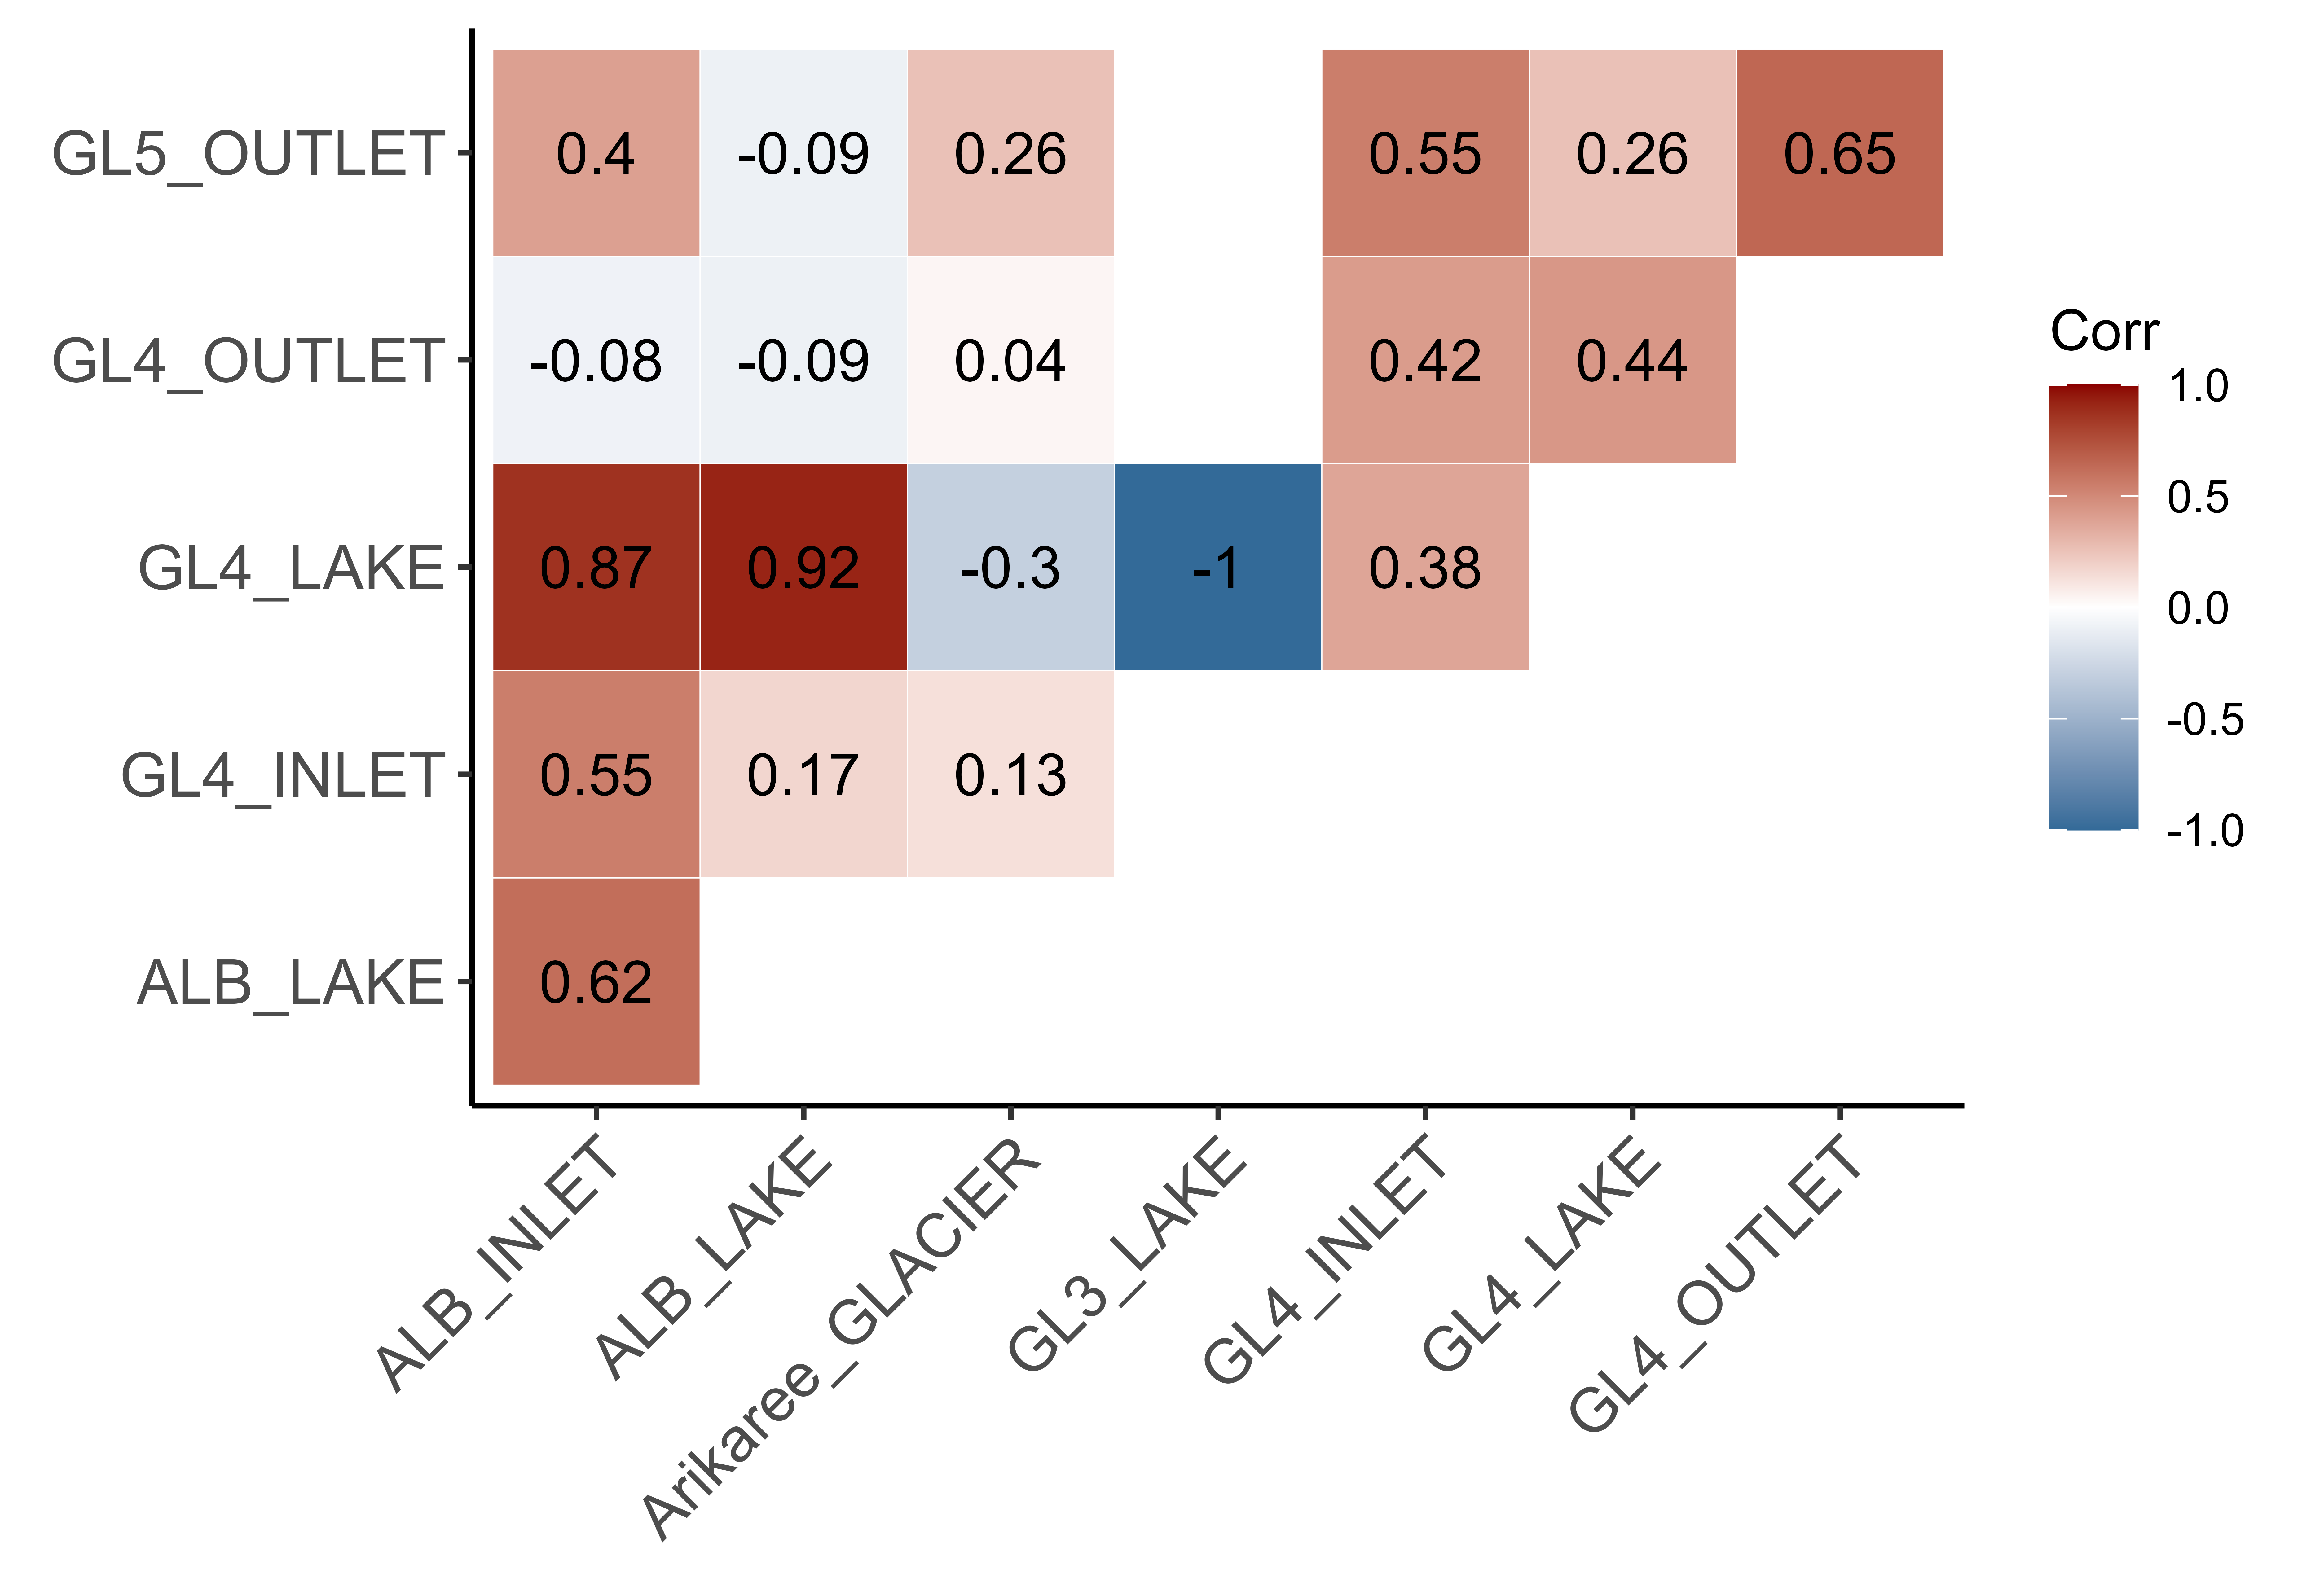 GL5_OUTLET 0.4 -0.09 0.26 0.55 0.26 0.65
GL4_OUTLET -0.08 -0.09 0.04 0.42 0.44
GL4_LAKE 0.87 0.92 -0.3 -1 0.38
GL4_INLET 0.55 0.17 0.13
ALB_LAKE 0.62
ALB_INLET
ALB_LAKE
Arikaree_GLACIER
GL3_LAKE
GL4_INLET
GL4_LAKE
GL4_OUTLET
Corr
1.0
0.5
0.0
-0.5
-1.0